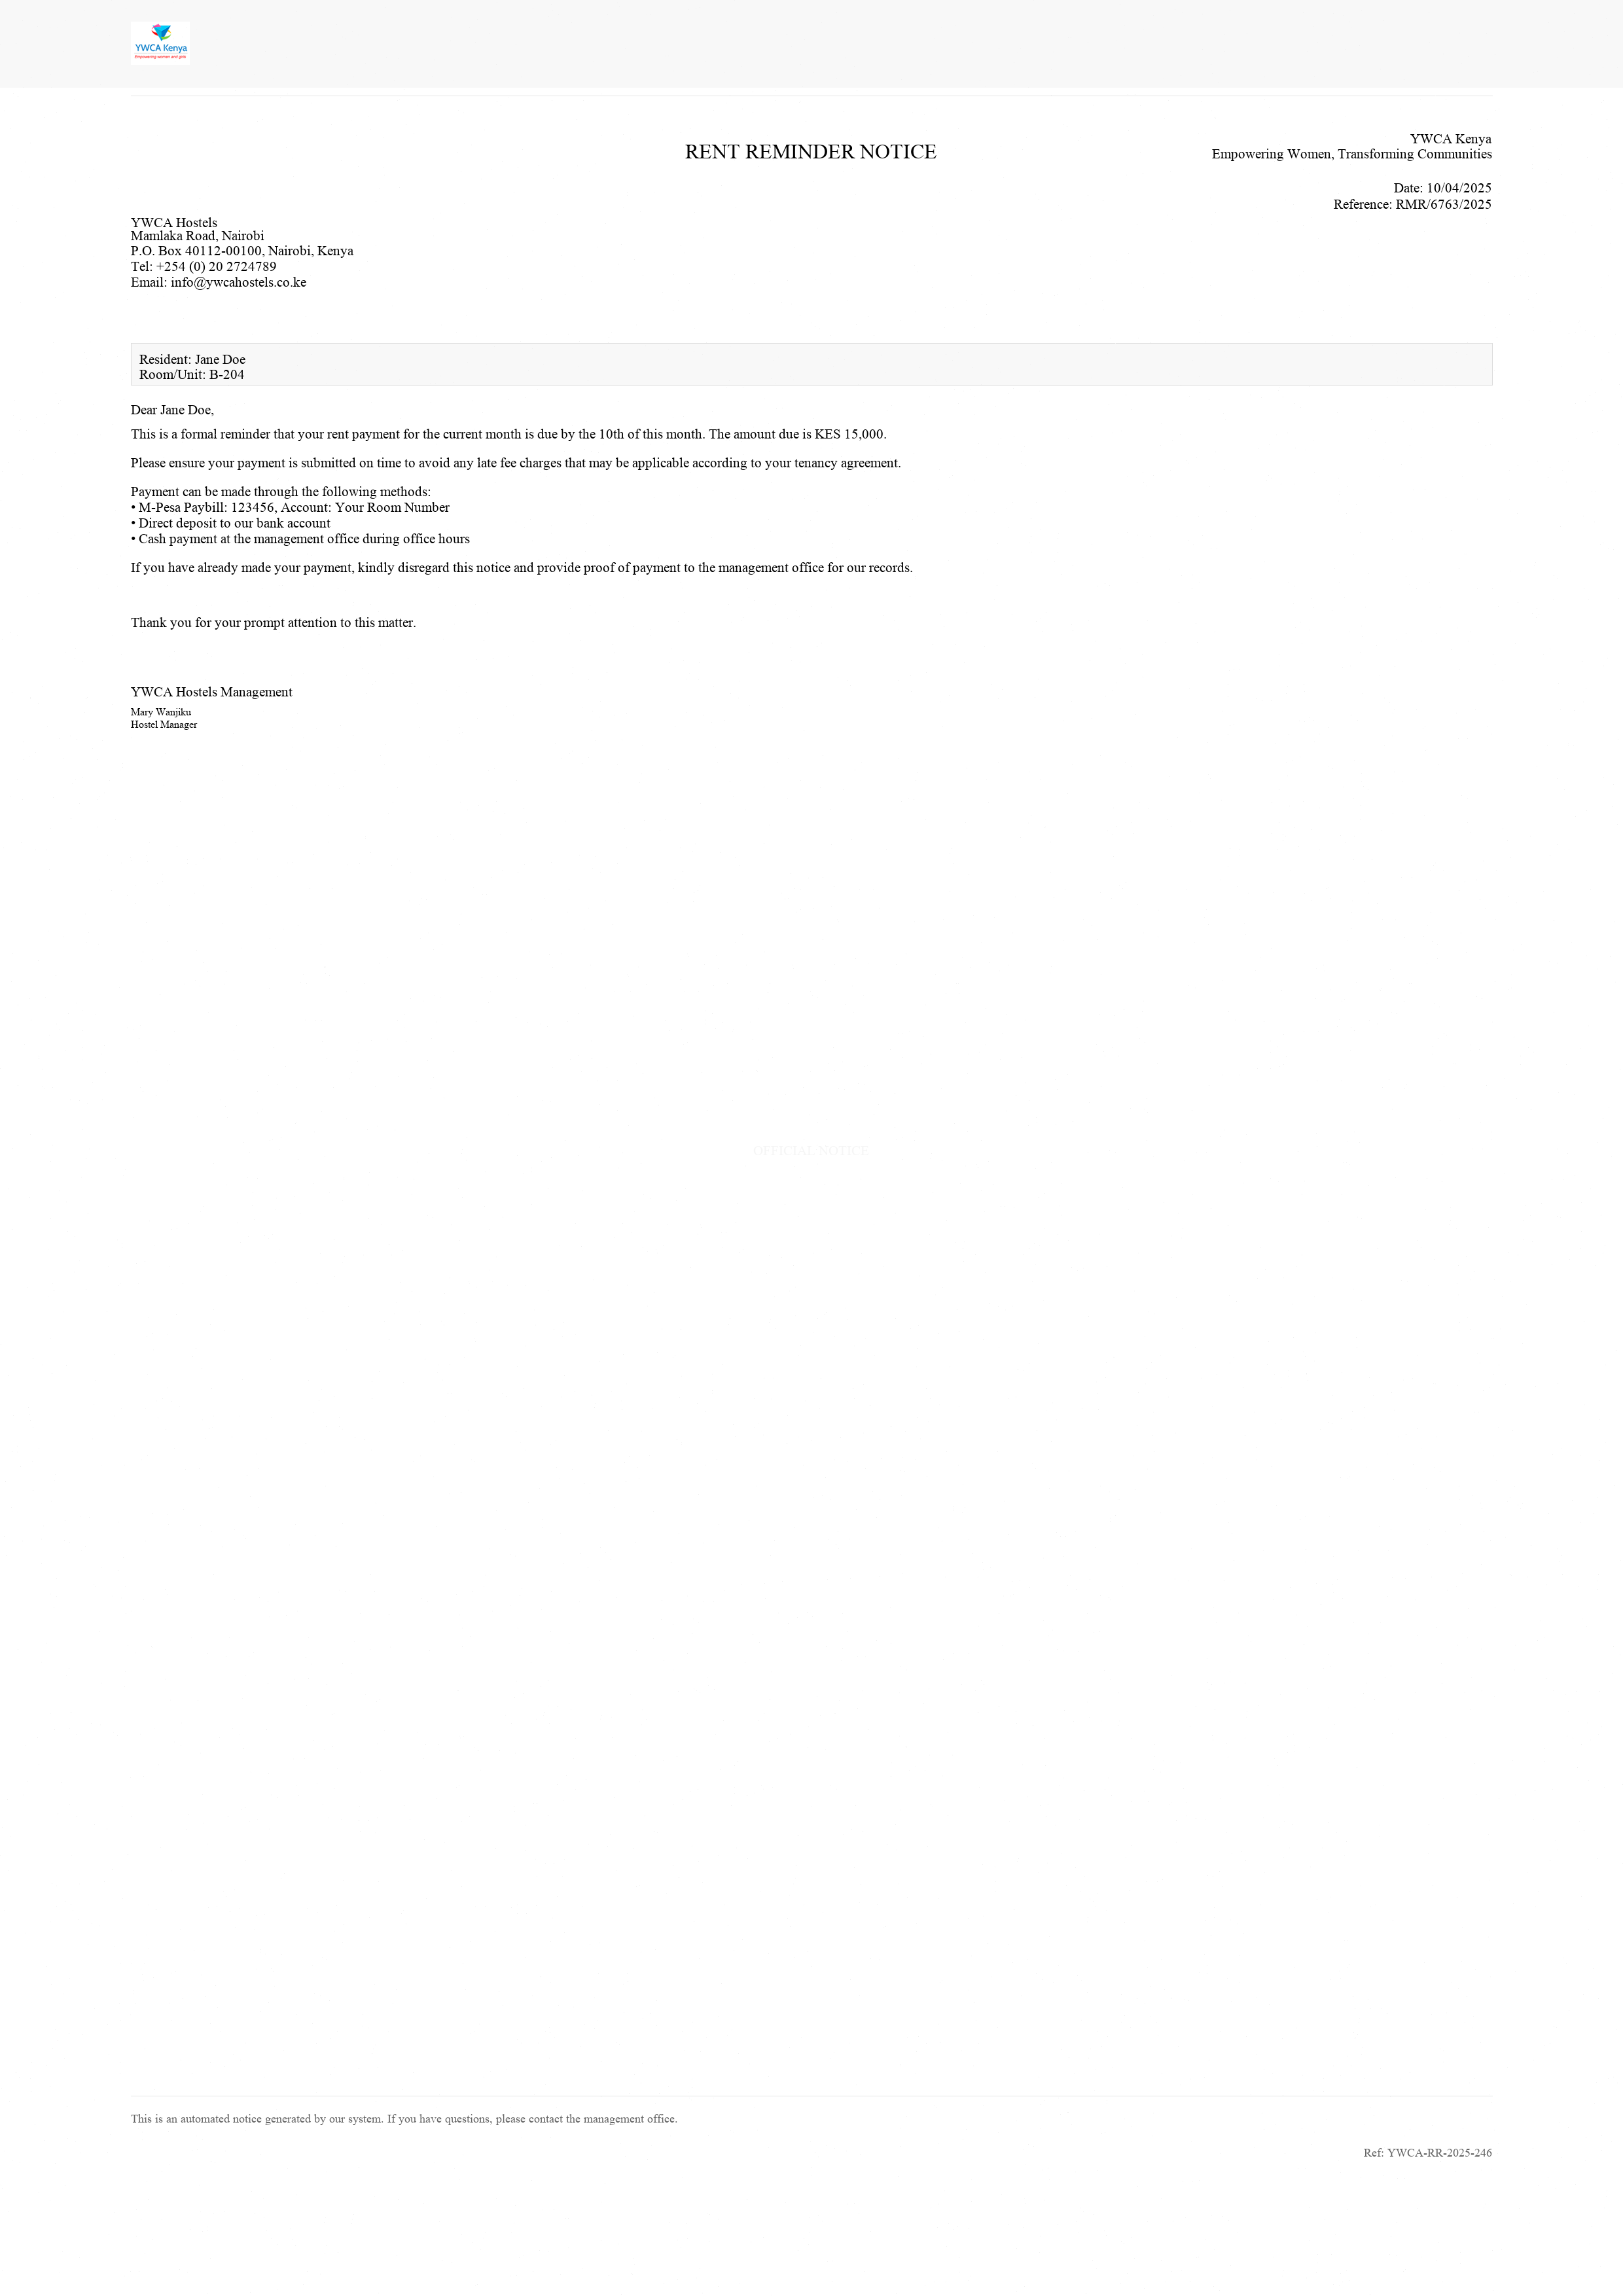 YWCA Kenya
Empowering women and girls
YWCA Kenya
RENT REMINDER NOTICE
Empowering Women, Transforming Communities
Date: 10/04/2025
Reference: RMR/6763/2025
YWCA Hostels
Mamlaka Road, Nairobi
P.O. Box 40112-00100, Nairobi, Kenya
Tel: +254 (0) 20 2724789
Email: info@ywcahostels.co.ke
Resident: Jane Doe
Room/Unit: B-204
Dear Jane Doe,
This is a formal reminder that your rent payment for the current month is due by the 10th of this month. The amount due is KES 15,000.
Please ensure your payment is submitted on time to avoid any late fee charges that may be applicable according to your tenancy agreement.
Payment can be made through the following methods:
• M-Pesa Paybill: 123456, Account: Your Room Number
• Direct deposit to our bank account
• Cash payment at the management office during office hours
If you have already made your payment, kindly disregard this notice and provide proof of payment to the management office for our records.
Thank you for your prompt attention to this matter.
YWCA Hostels Management
Mary Wanjiku
Hostel Manager
OFFICIAL NOTICE
This is an automated notice generated by our system. If you have questions, please contact the management office.
Ref: YWCA-RR-2025-246